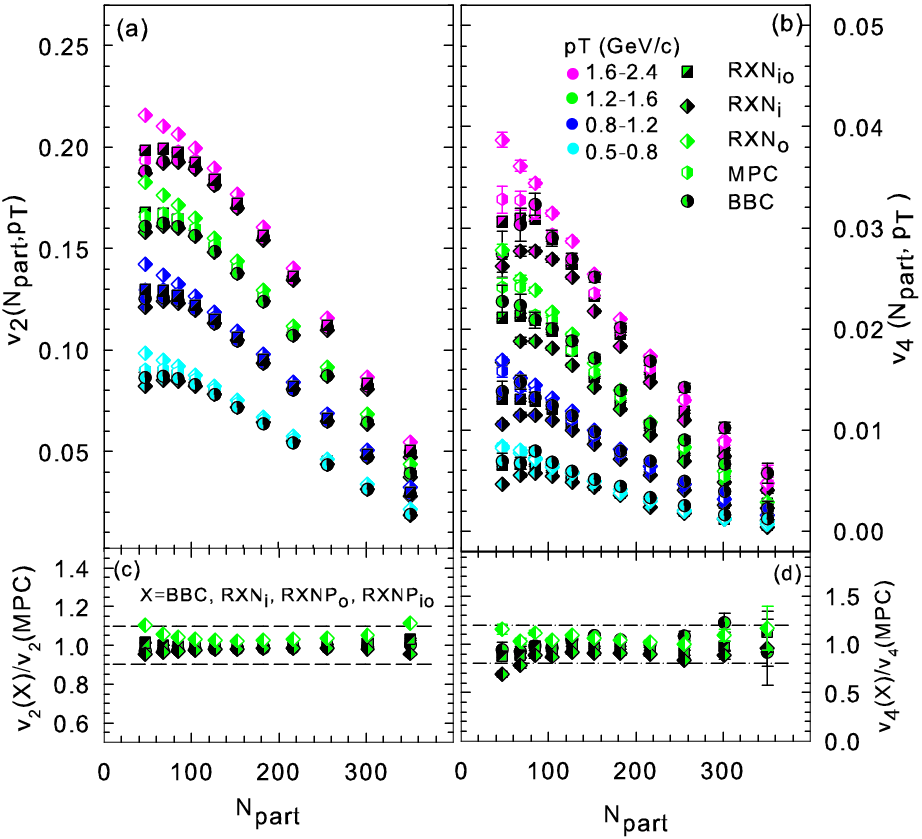 (a)
0.25
0.20
0.15
0.10
0.05
v2(Npart,pT)
(b)
pT (GeV/c)
1.6-2.4
1.2-1.6
0.8-1.2
0.5-0.8
RXNio
RXNi
RXNo
MPC
BBC
0.05
0.04
0.03
0.02
0.01
0.00
v4 (Npart, pT)
(c)
X=BBC, RXNi, RXNPo, RXNPio
1.4
1.2
1.0
0.8
0.6
v2(X)/v2(MPC)
(d)
1.5
1.0
0.5
0.0
v4(X)/v4(MPC)
0 100 200 300
0 100 200 300
Npart
Npart